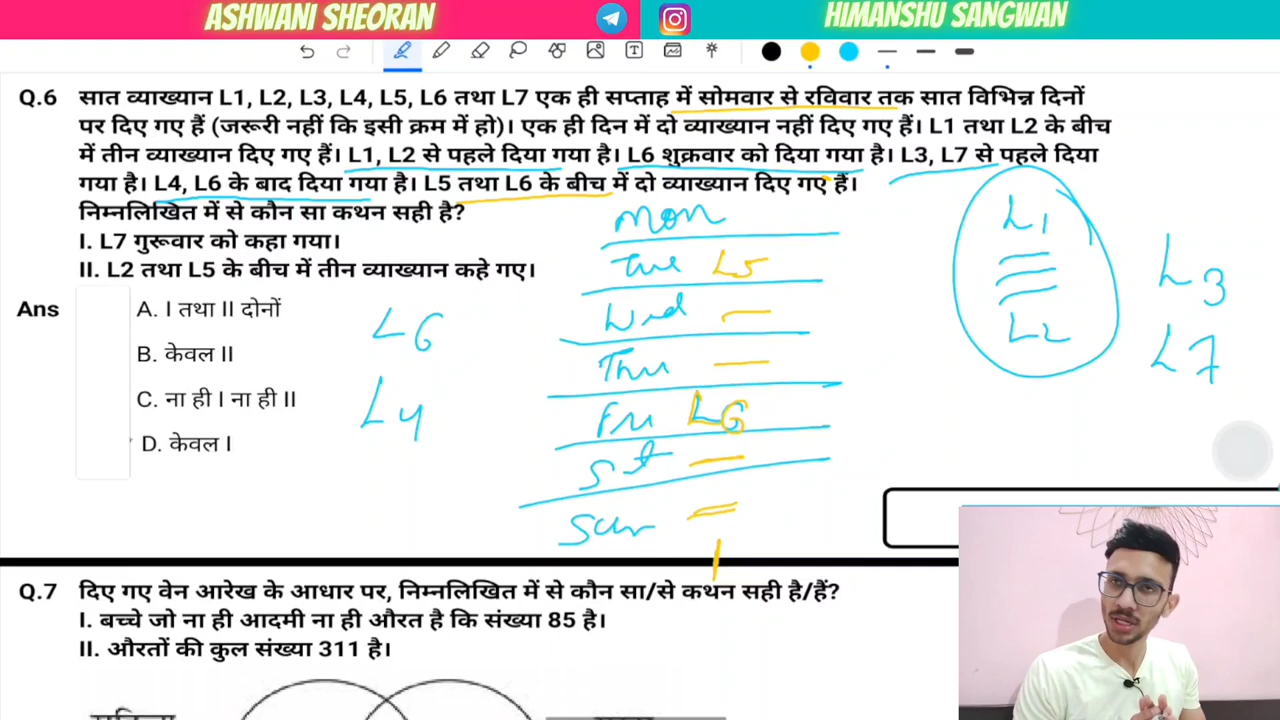 ASHWANI SHEORAN
HIMANSHU SANGWAN
Q.6 सात व्याख्यान L1, L2, L3, L4, L5, L6 तथा L7 एक ही सप्ताह में सोमवार से रविवार तक सात विभिन्न दिनों
पर दिए गए हैं (जरूरी नहीं कि इसी क्रम में हो)। एक ही दिन में दो व्याख्यान नहीं दिए गए हैं। L1 तथा L2 के बीच
में तीन व्याख्यान दिए गए हैं। L1, L2 से पहले दिया गया है। L6 शुक्रवार को दिया गया है। L3, L7 से पहले दिया
गया है। L4, L6 के बाद दिया गया है। L5 तथा L6 के बीच में दो व्याख्यान दिए गए हैं।
निम्नलिखित में से कौन सा कथन सही है?
I. L7 गुरूवार को कहा गया।
II. L2 तथा L5 के बीच में तीन व्याख्यान कहे गए।
Ans
A. I तथा II दोनों
B. केवल II
C. ना ही I ना ही II
D. केवल I
L6
L4
Mon
Tue L5
Wed
Thu
Fri L6
St
Sun
L1
L2
L3
L7
Q.7 दिए गए वेन आरेख के आधार पर, निम्नलिखित में से कौन सा/से कथन सही है/हैं?
I. बच्चे जो ना ही आदमी ना ही औरत है कि संख्या 85 है।
II. औरतों की कुल संख्या 311 है।